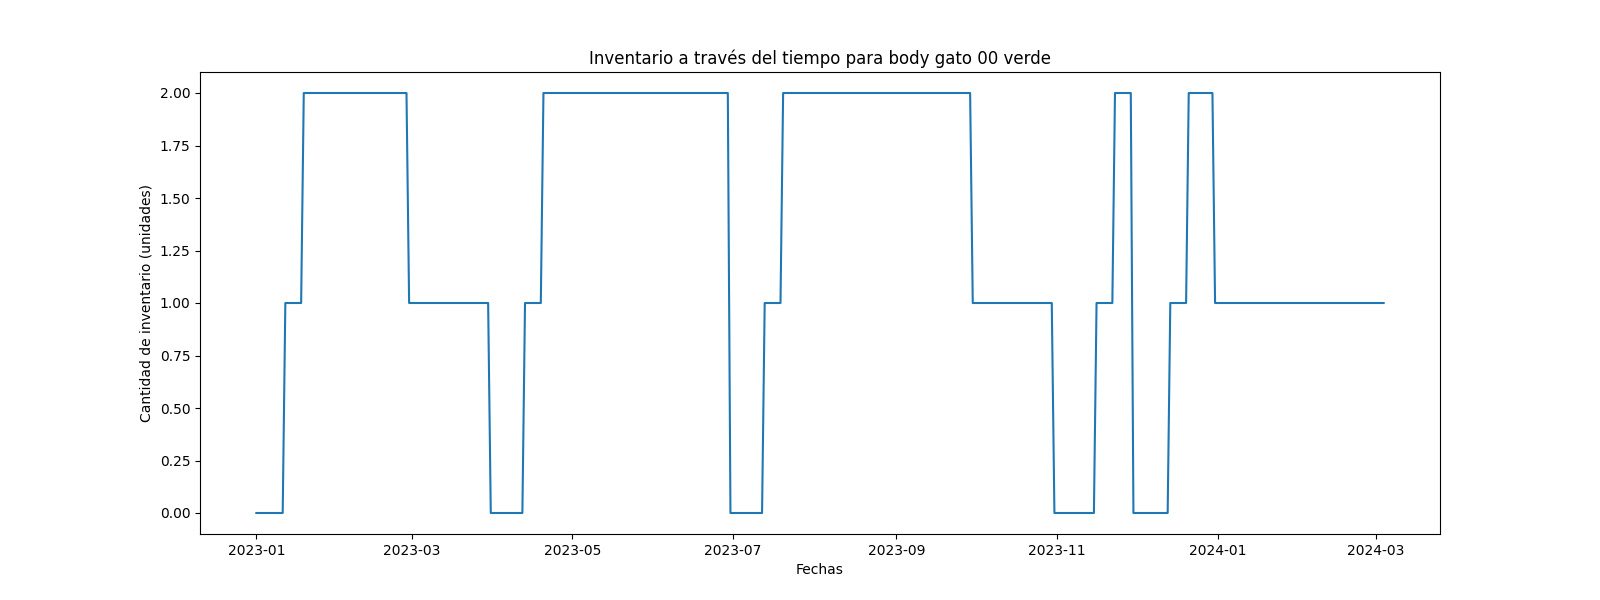 Inventario a través del tiempo para body gato 00 verde
Cantidad de inventario (unidades)
2.00
1.75
1.50
1.25
1.00
0.75
0.50
0.25
0.00
2023-01 2023-03 2023-05 2023-07 2023-09 2023-11 2024-01 2024-03
Fechas